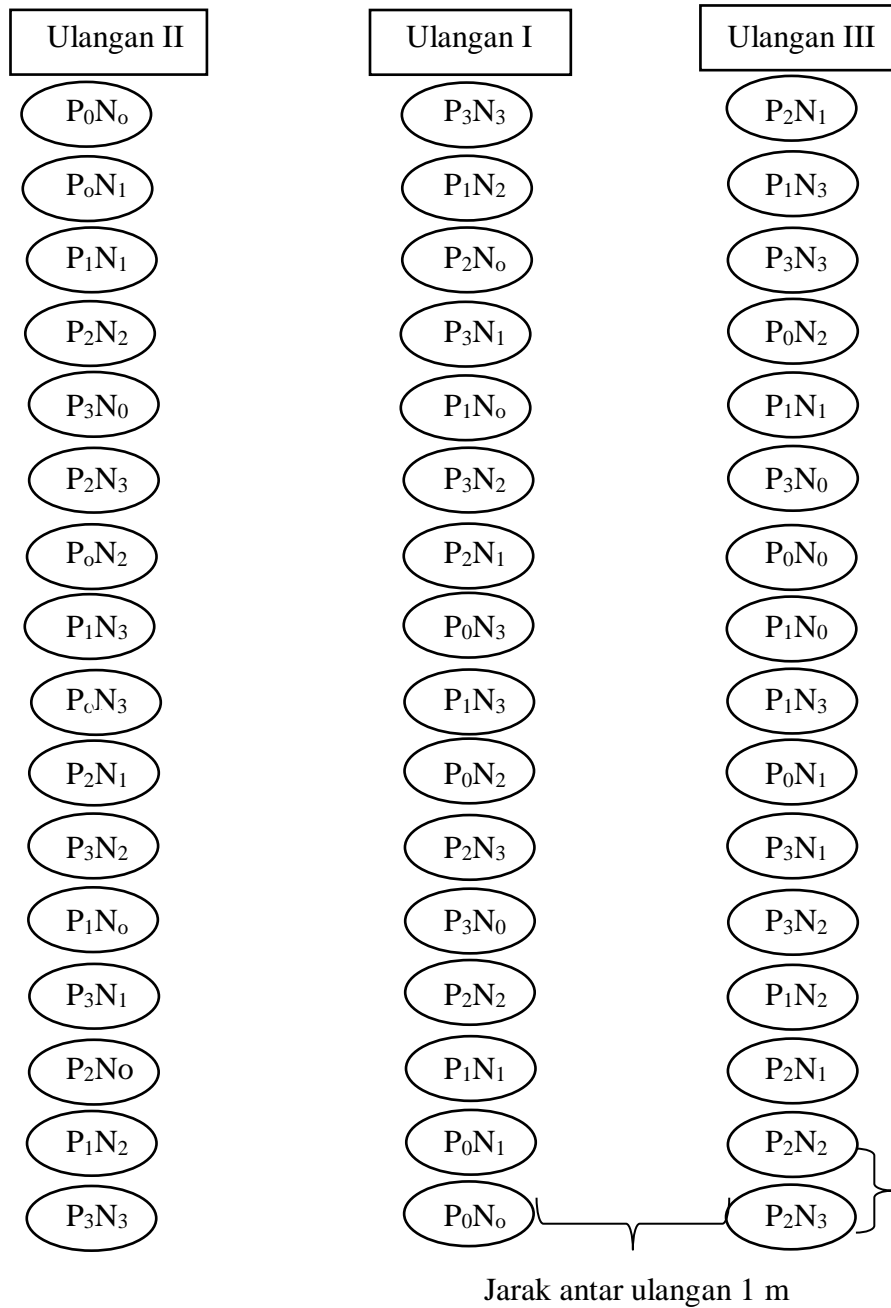 Ulangan II Ulangan I Ulangan III
P₀Nₒ P₃N₃ P₂N₁
PₒN₁ P₁N₂ P₁N₃
P₁N₁ P₂Nₒ P₃N₃
P₂N₂ P₃N₁ P₀N₂
P₃N₀ P₁Nₒ P₁N₁
P₂N₃ P₃N₂ P₃N₀
PₒN₂ P₂N₁ P₀N₀
P₁N₃ P₀N₃ P₁N₀
PₒN₃ P₁N₃ P₁N₃
P₂N₁ P₀N₂ P₀N₁
P₃N₂ P₂N₃ P₃N₁
P₁Nₒ P₃N₀ P₃N₂
P₃N₁ P₂N₂ P₁N₂
P₂No P₁N₁ P₂N₁
P₁N₂ P₀N₁ P₂N₂
P₃N₃ P₀Nₒ P₂N₃
Jarak antar ulangan 1 m